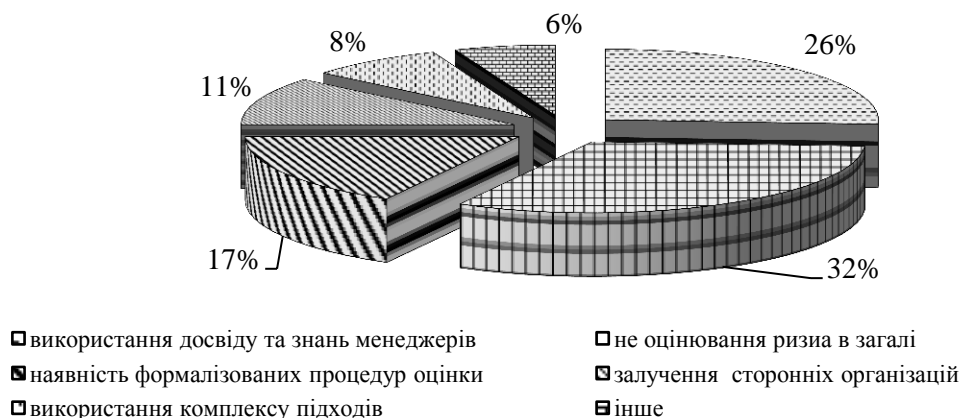 6%
8%
26%
11%
17%
32%
використання досвіду та знань менеджерів
не оцінювання ризиа в загалі
наявність формалізованих процедур оцінки
залучення сторонніх організацій
використання комплексу підходів
інше